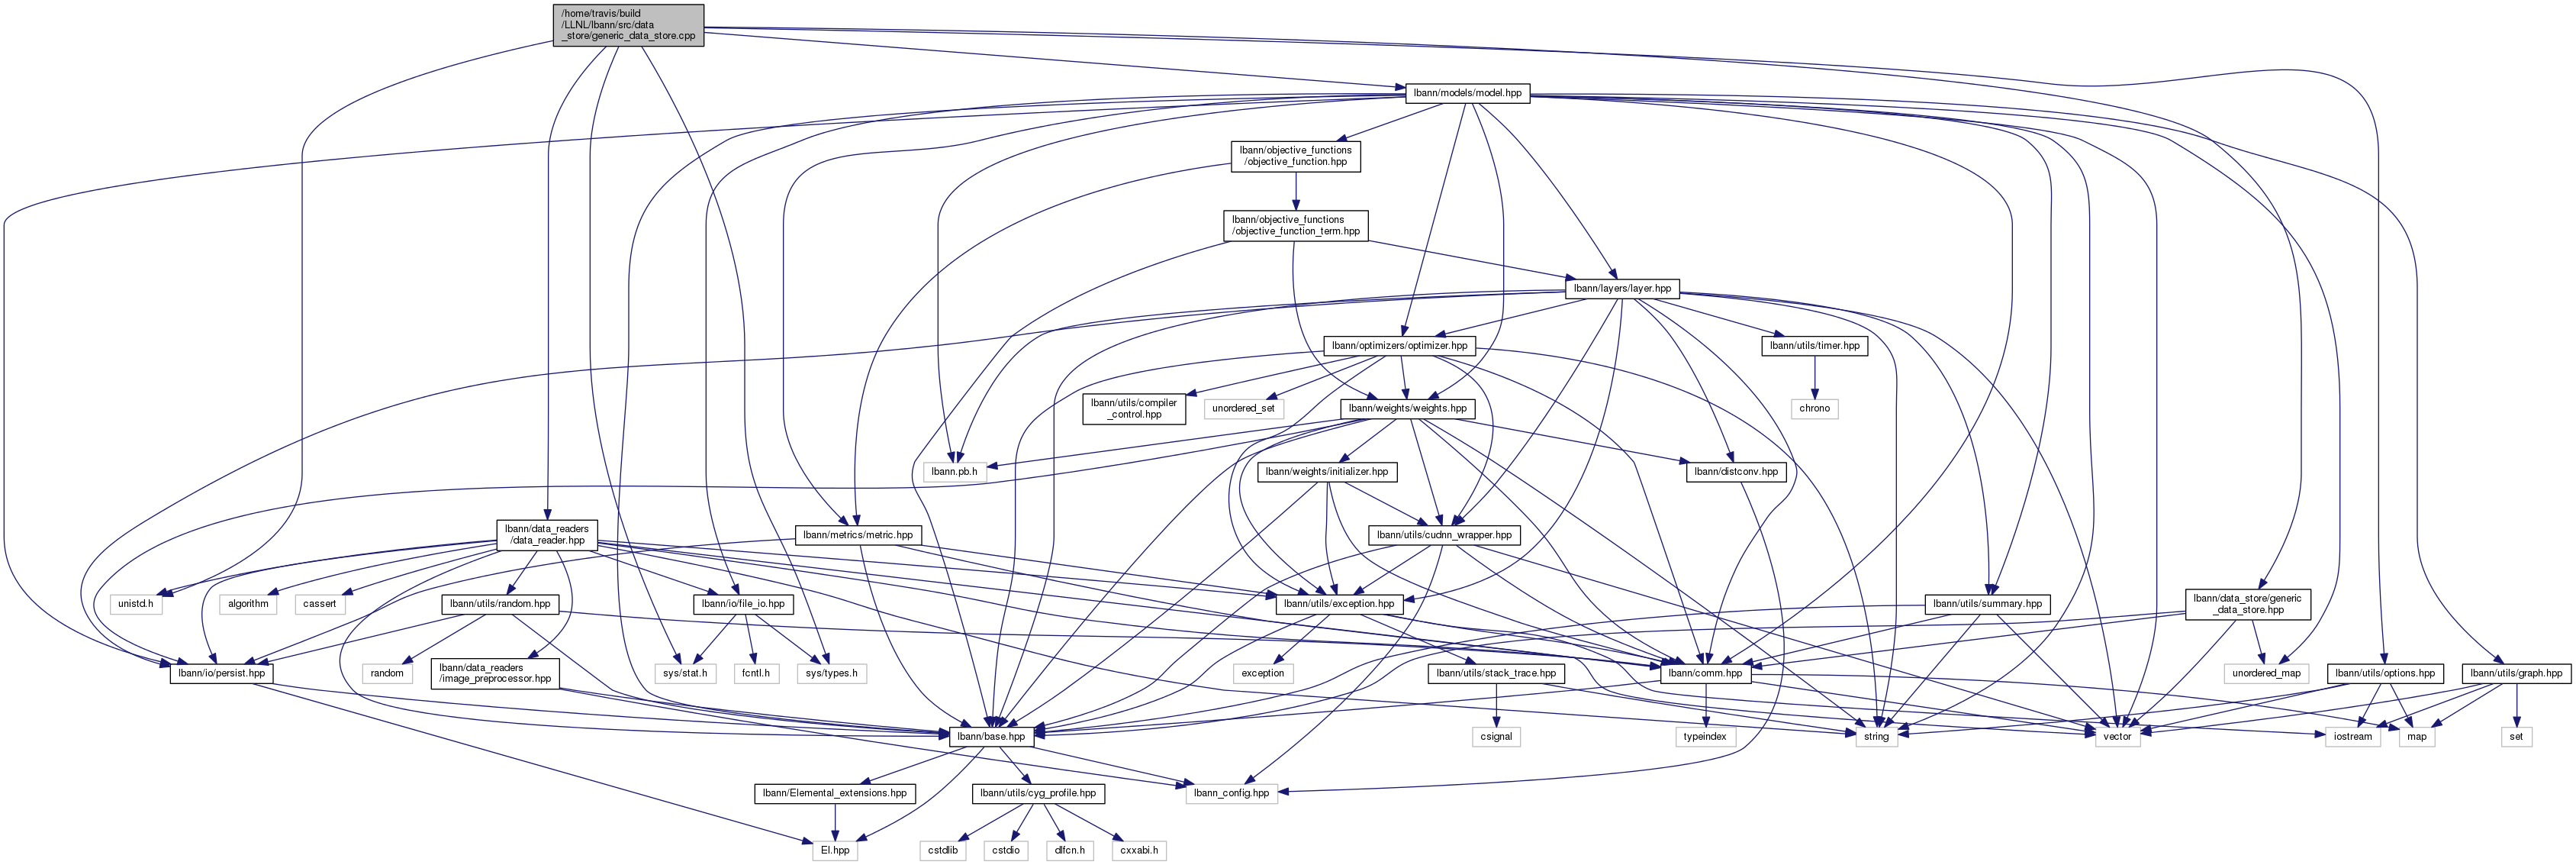 /home/travis/build
/LLNL/lbann/src/data
_store/generic_data_store.cpp
lbann/models/model.hpp
lbann/objective_functions
/objective_function.hpp
lbann/objective_functions
/objective_function_term.hpp
lbann/layers/layer.hpp
lbann/optimizers/optimizer.hpp
lbann/utils/timer.hpp
lbann/utils/compiler
_control.hpp
unordered_set
lbann/weights/weights.hpp
chrono
lbann.pb.h
lbann/weights/initializer.hpp
lbann/distconv.hpp
lbann/data_readers
/data_reader.hpp
lbann/metrics/metric.hpp
lbann/utils/cudnn_wrapper.hpp
unistd.h
algorithm
cassert
lbann/utils/random.hpp
lbann/io/file_io.hpp
lbann/utils/exception.hpp
lbann/utils/summary.hpp
lbann/data_store/generic
_data_store.hpp
lbann/io/persist.hpp
random
lbann/data_readers
/image_preprocessor.hpp
sys/stat.h
fcntl.h
sys/types.h
exception
lbann/utils/stack_trace.hpp
lbann/comm.hpp
unordered_map
lbann/utils/options.hpp
lbann/utils/graph.hpp
lbann/base.hpp
csignal
typeindex
string
vector
iostream
map
set
lbann/Elemental_extensions.hpp
lbann/utils/cyg_profile.hpp
lbann_config.hpp
El.hpp
cstdlib
cstdio
dlfcn.h
cxxabi.h